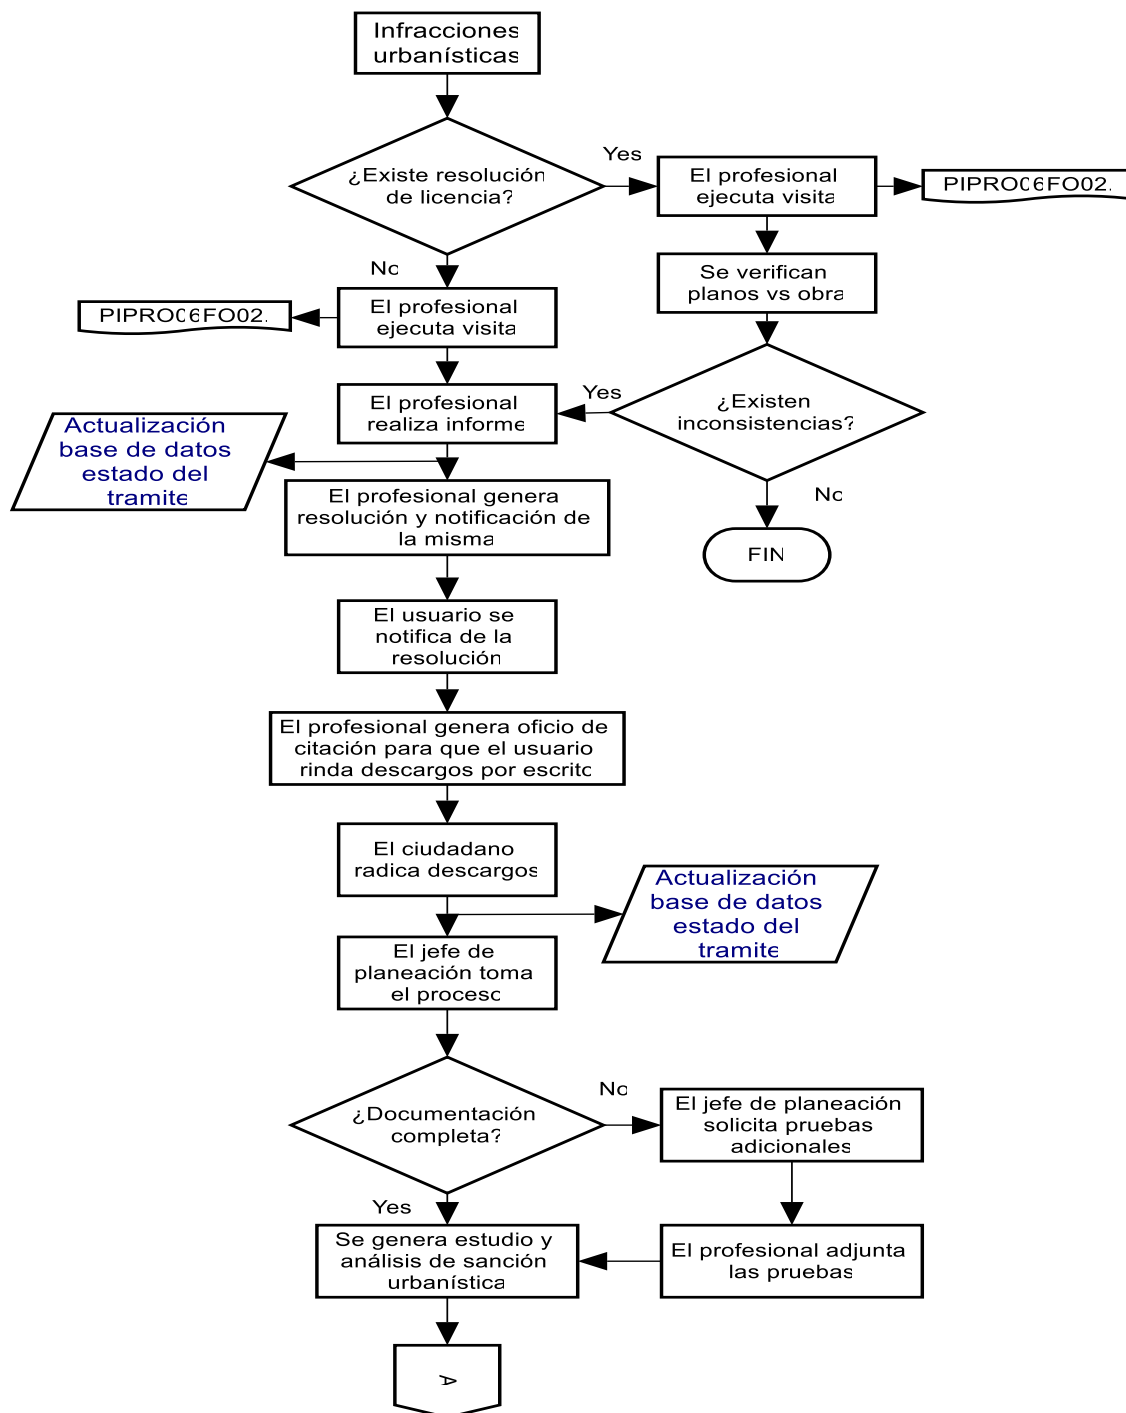 Infracciones
urbanísticas
¿Existe resolución
de licencia?
Yes
El profesional
ejecuta visita
PIPRO06FO02.
No
Se verifican
planos vs obra
El profesional
ejecuta visita
PIPRO06FO02.
¿Existen
inconsistencias?
Yes
El profesional
realiza informe
Actualización
base de datos
estado del
tramite
No
FIN
El profesional genera
resolución y notificación de
la misma
El usuario se
notifica de la
resolución
El profesional genera oficio de
citación para que el usuario
rinda descargos por escrito
El ciudadano
radica descargos
Actualización
base de datos
estado del
tramite
El jefe de
planeación toma
el proceso
¿Documentación
completa?
No
El jefe de planeación
solicita pruebas
adicionales
Yes
Se genera estudio y
análisis de sanción
urbanística
El profesional adjunta
las pruebas
A